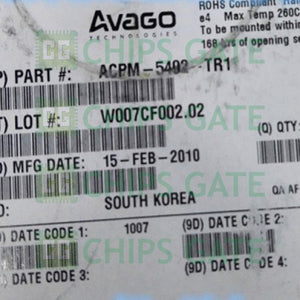 AVAGO
TECHNOLOGIES
ROHS Compliant
e4 Max Temp 260C
To be mounted within
168 hrs of opening
P) PART #: ACPM-5402-TR1
T) LOT #: W007CF002.02
(Q) QTY:
D) MFG DATE: 15-FEB-2010
D: SOUTH KOREA
(9D) DATE CODE 1: 1007
(9D) DATE CODE 2:
DATE CODE 3:
(9D) DATE CODE 4:
CHIPS GATE
CHIPS GATE